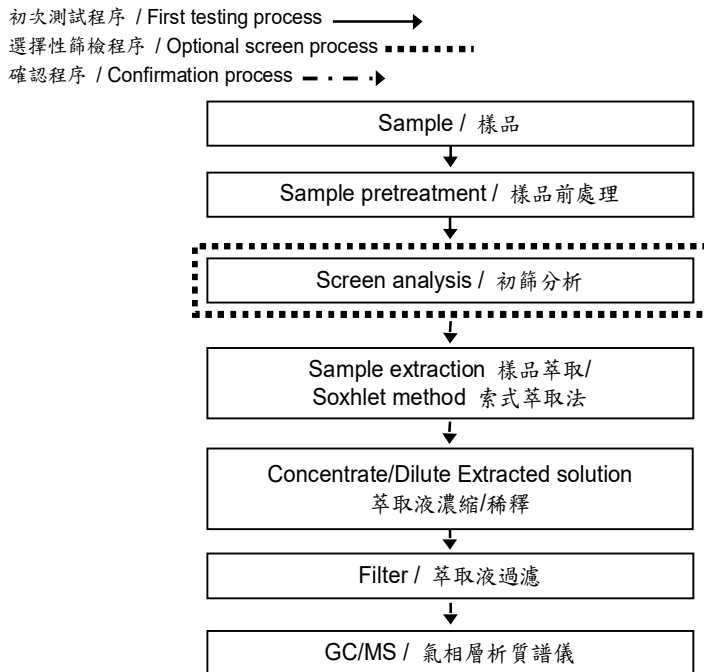 初次測試程序 / First testing process
選擇性篩檢程序 / Optional screen process
確認程序 / Confirmation process
Sample / 樣品
Sample pretreatment / 樣品前處理
Screen analysis / 初篩分析
Sample extraction 樣品萃取/
Soxhlet method 索式萃取法
Concentrate/Dilute Extracted solution
萃取液濃縮/稀釋
Filter / 萃取液過濾
GC/MS / 氣相層析質譜儀